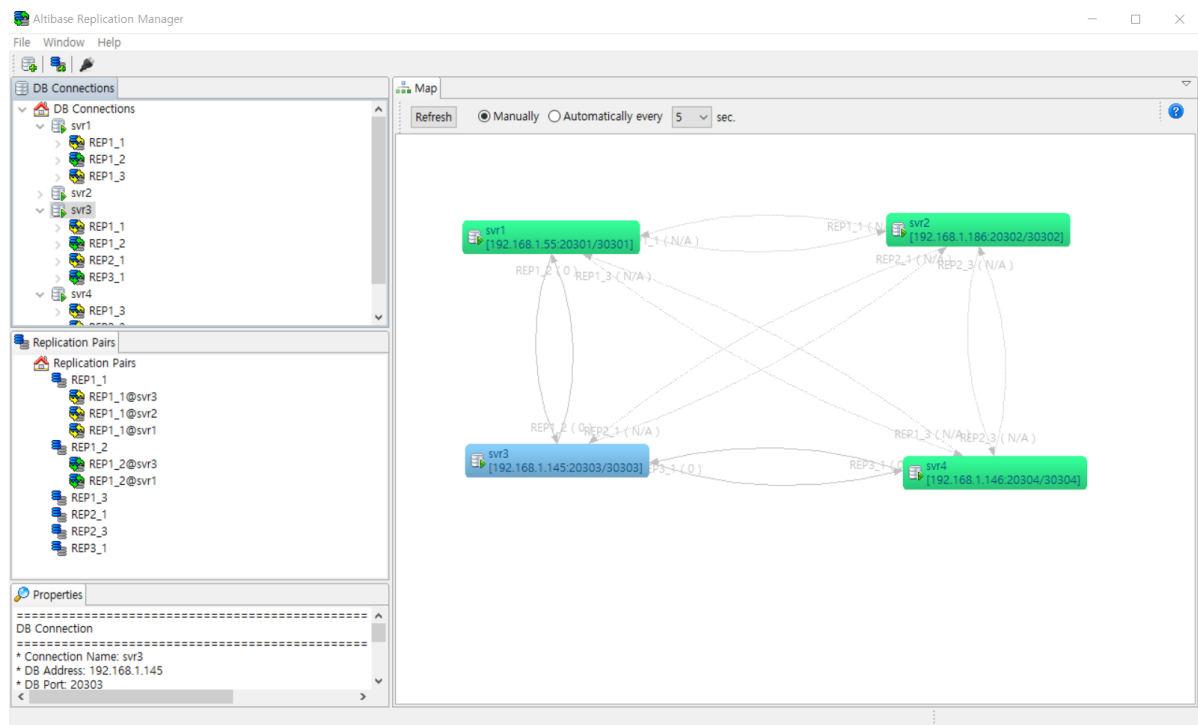 Altibase Replication Manager
File Window Help
DB Connections
DB Connections
svr1
REP1_1
REP1_2
REP1_3
svr2
svr3
REP1_1
REP1_2
REP2_1
REP3_1
svr4
REP1_3
Replication Pairs
Replication Pairs
REP1_1
REP1_1@svr3
REP1_1@svr2
REP1_1@svr1
REP1_2
REP1_2@svr3
REP1_2@svr1
REP1_3
REP2_1
REP2_3
REP3_1
Properties
==============================================
DB Connection
==============================================
* Connection Name: svr3
* DB Address: 192.168.1.145
* DB Port: 20303
Map
Refresh Manually Automatically every 5 sec.
svr1
[192.168.1.55:20301/30301]
svr2
[192.168.1.186:20302/30302]
REP1_1 ( N
1_1 ( N/A )
REP1_2 ( 0 )
REP1_3 ( N/A )
REP2_1 ( N/A )
REP2_3 ( N/A )
REP1_2 ( 0 )
REP2_1 ( N/A )
REP1_3 ( N/A )
REP2_3 ( N/A )
svr3
[192.168.1.145:20303/30303]
P3_1 ( 0 )
REP3_1 ( 0
svr4
[192.168.1.146:20304/30304]